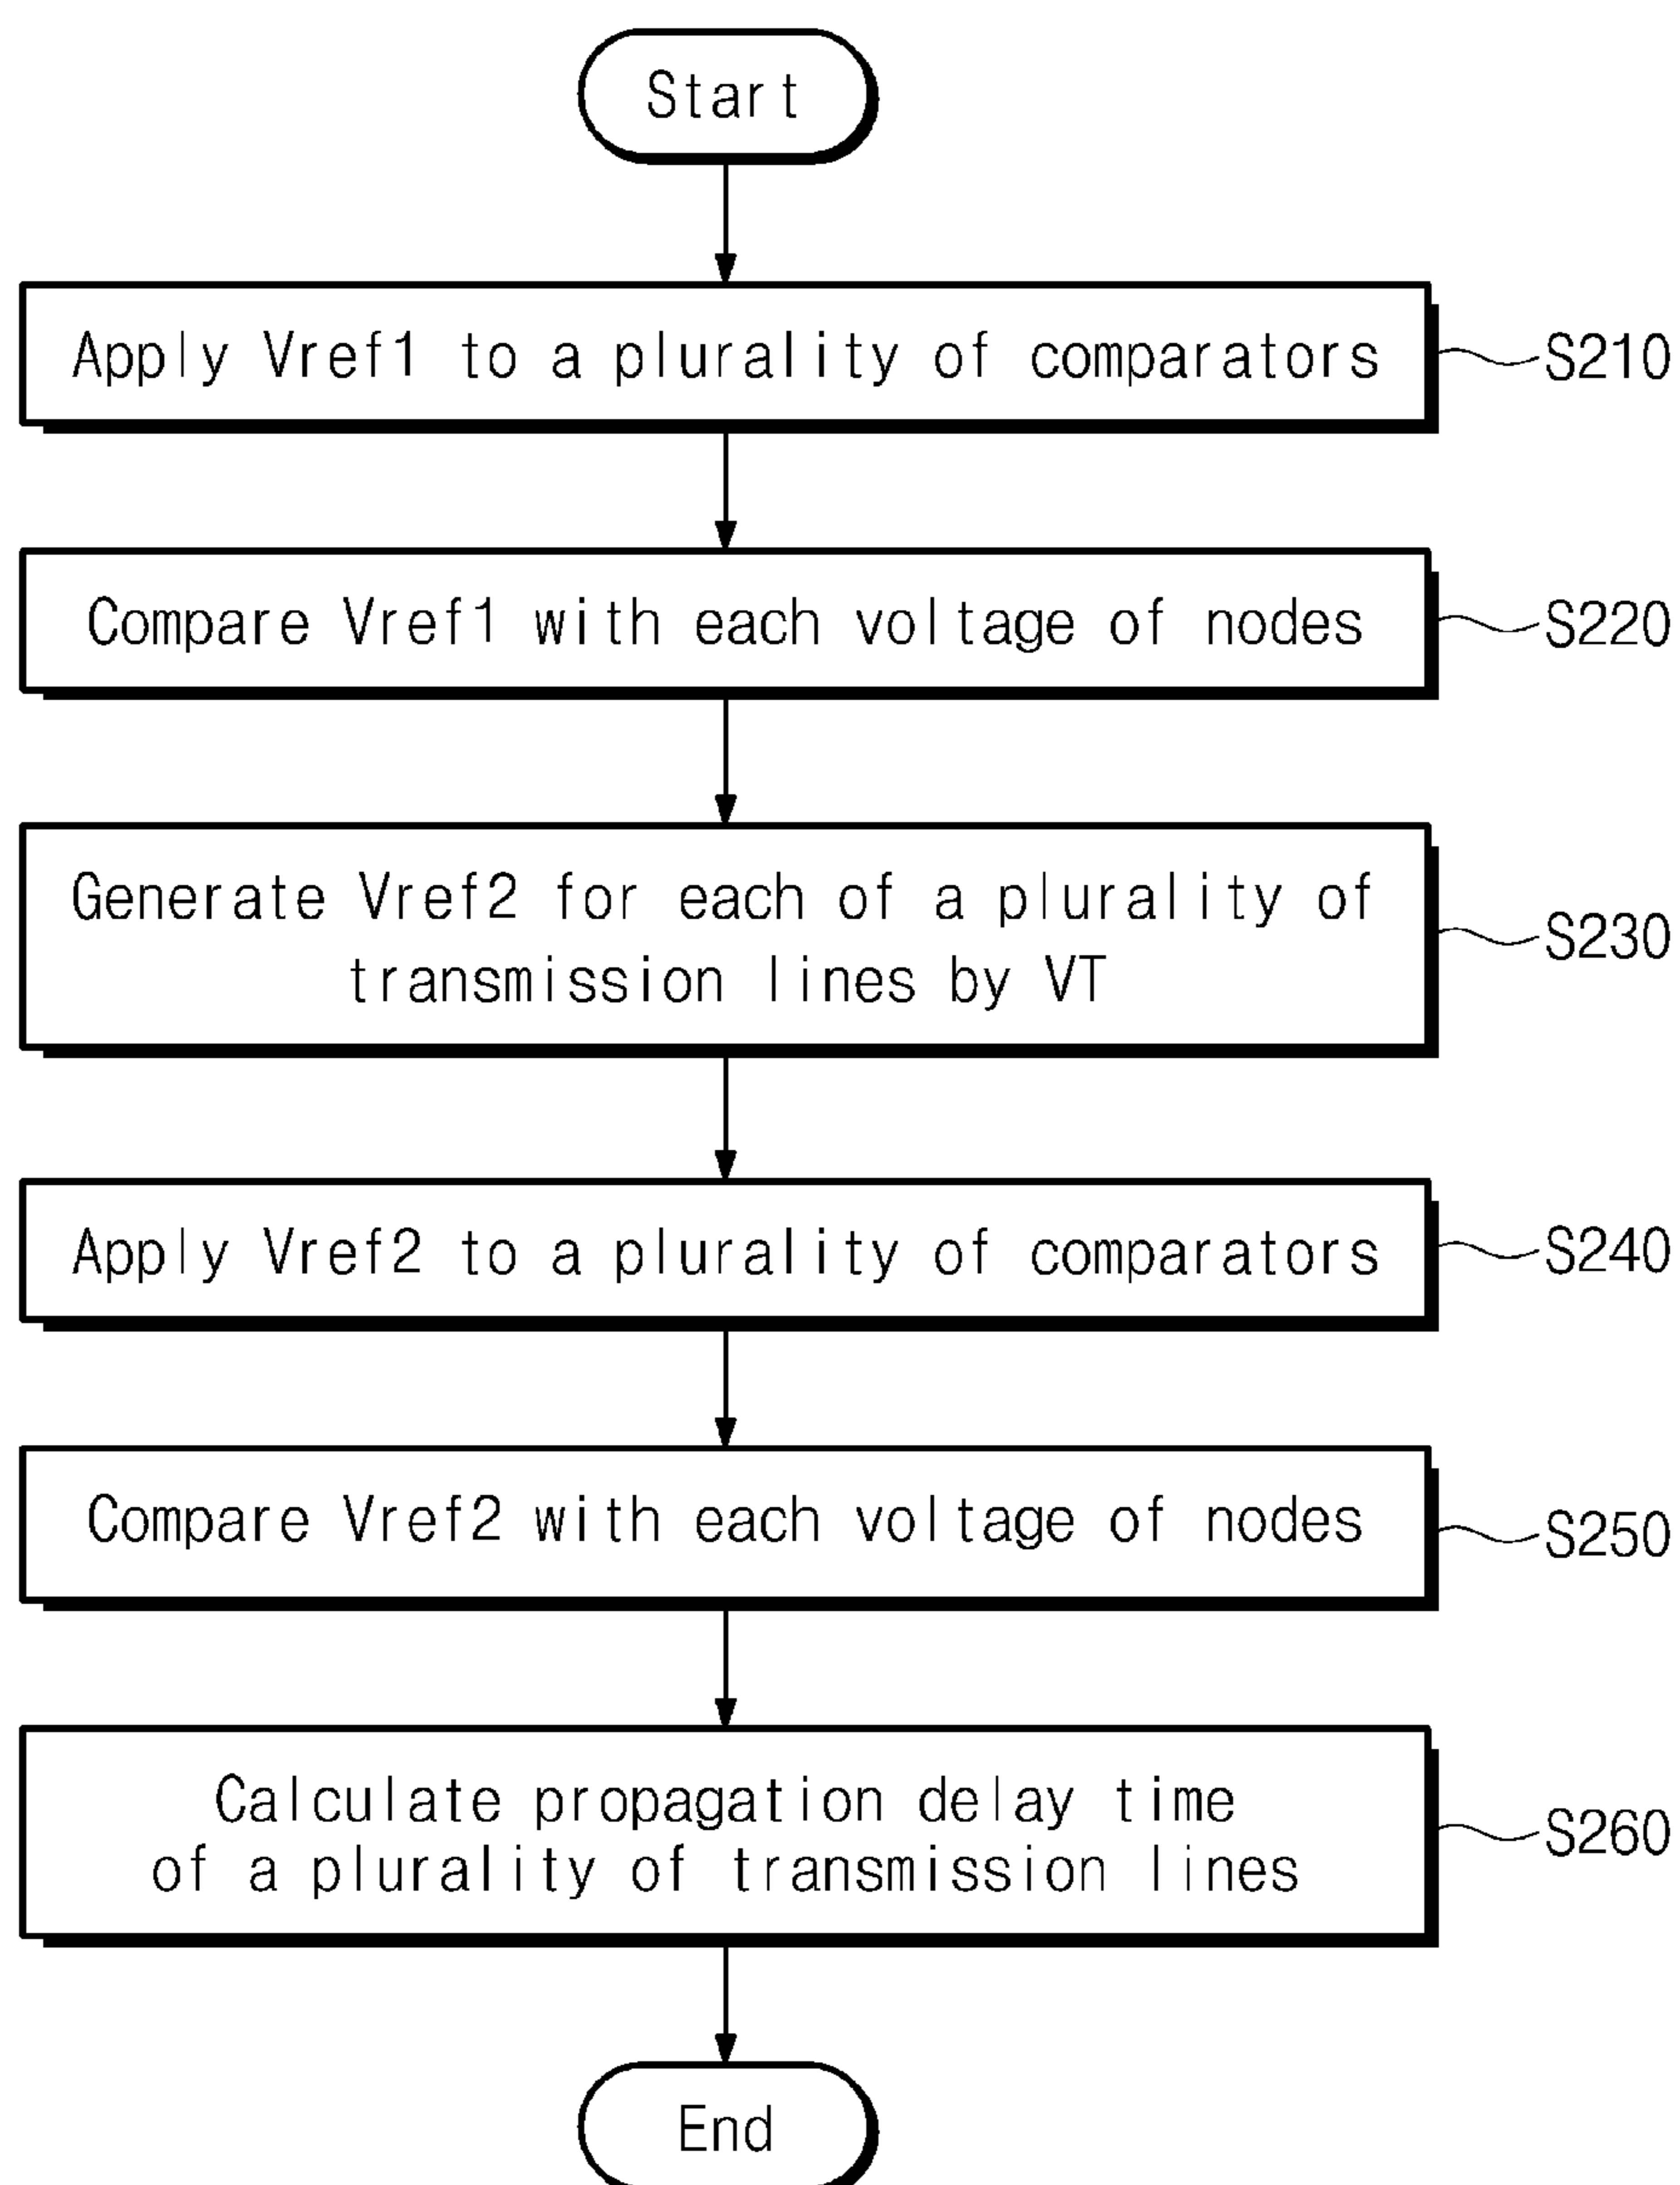 Start
Apply Vref1 to a plurality of comparators
S210
Compare Vref1 with each voltage of nodes
S220
Generate Vref2 for each of a plurality of
transmission lines by VT
S230
Apply Vref2 to a plurality of comparators
S240
Compare Vref2 with each voltage of nodes
S250
Calculate propagation delay time
of a plurality of transmission lines
S260
End